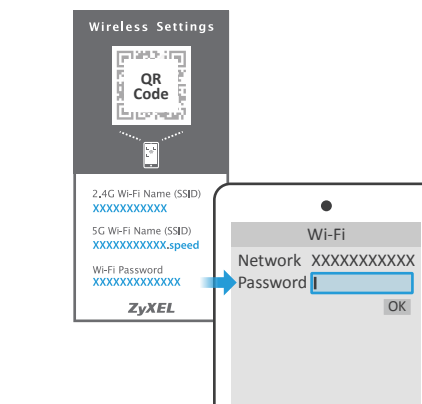 Wireless Settings
QR
Code
2.4G Wi-Fi Name (SSID)
XXXXXXXXXXX
5G Wi-Fi Name (SSID)
XXXXXXXXXXX.speed
Wi-Fi Password
XXXXXXXXXXXXX
ZyXEL
Wi-Fi
Network XXXXXXXXXXX
Password
OK